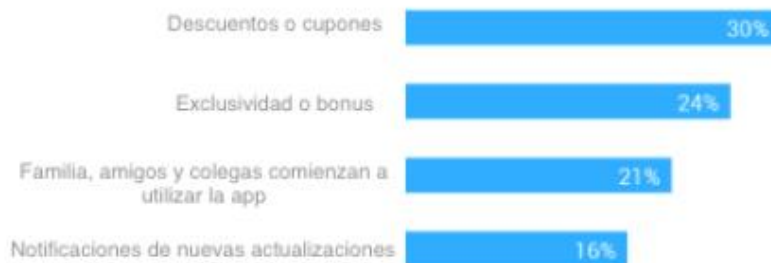 Descuentos o cupones
30%
Exclusividad o bonus
24%
Familia, amigos y colegas comienzan a
utilizar la app
21%
Notificaciones de nuevas actualizaciones
16%